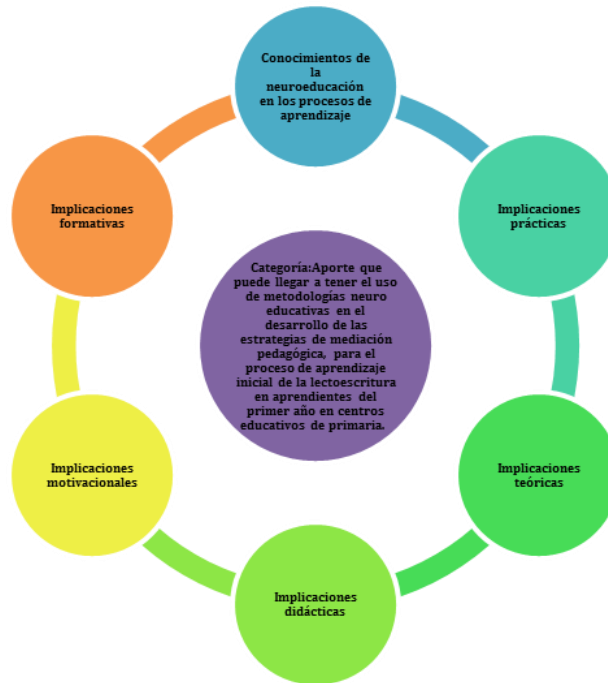 Conocimientos de
la
neuroeducación
en los procesos de
aprendizaje
Implicaciones
prácticas
Implicaciones
teóricas
Implicaciones
didácticas
Implicaciones
motivacionales
Implicaciones
formativas
Categoría:Aporte que
puede llegar a tener el uso
de metodologías neuro
educativas en el
desarrollo de las
estrategias de mediación
pedagógica, para el
proceso de aprendizaje
inicial de la lectoescritura
en aprendientes del
primer año en centros
educativos de primaria.